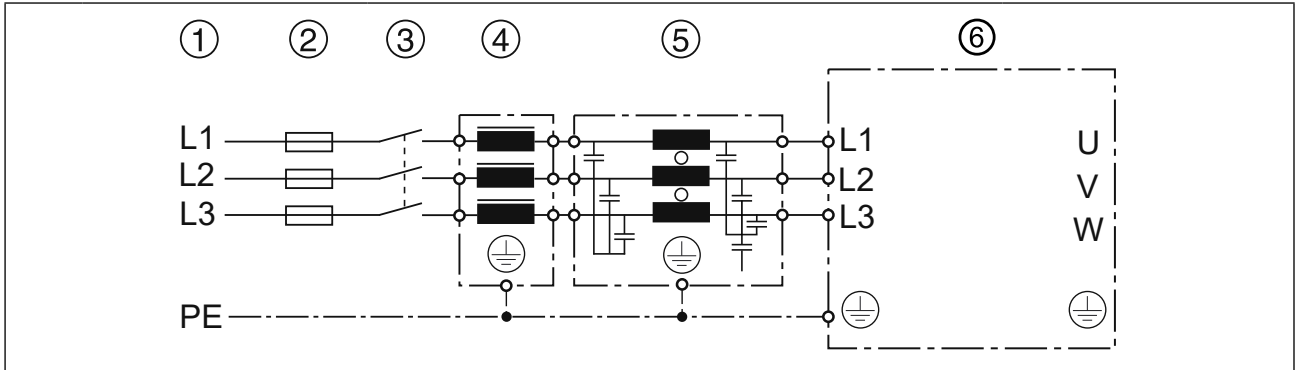 ① ② ③ ④ ⑤ ⑥
L1 L1 U
L2 L2 V
L3 L3 W
PE